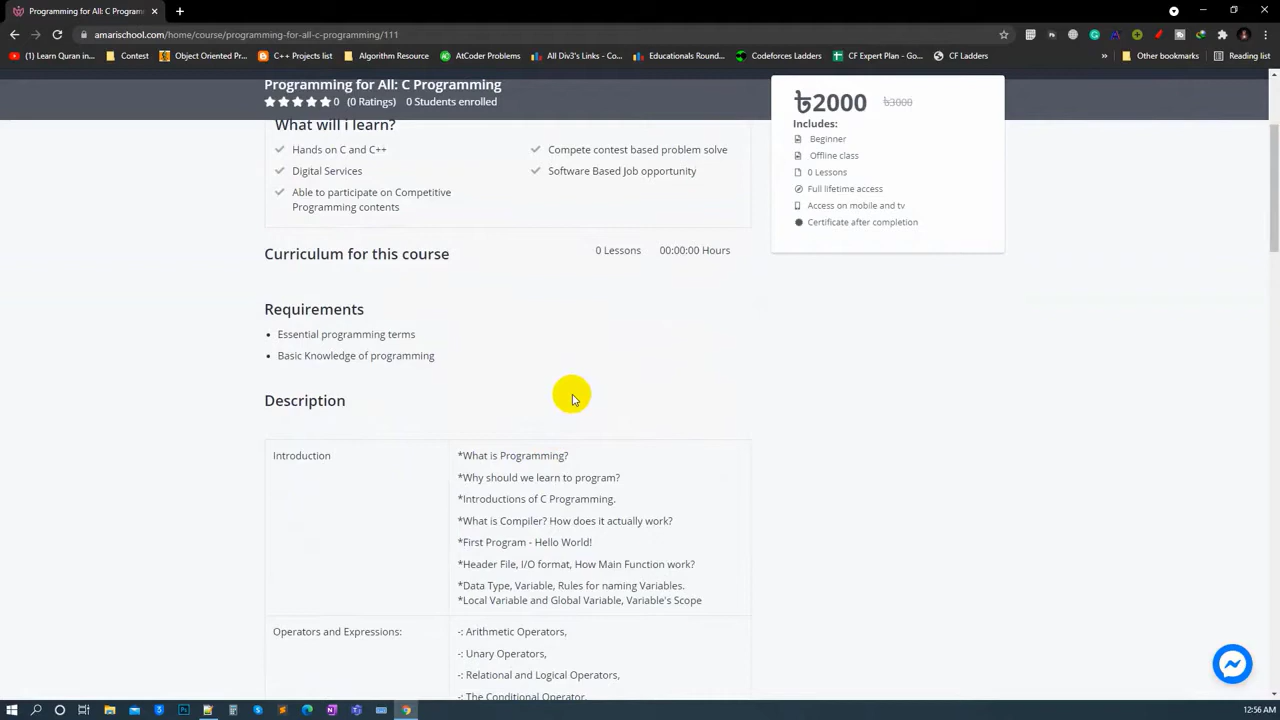 Programming for All: C Programm
amarischool.com/home/course/programming-for-all-c-programming/111
(1) Learn Quran in...
Contest
Object Oriented Pr...
C++ Projects list
Algorithm Resource
AtCoder Problems
All Div3's Links - Co...
Educational Round...
Codeforces Ladders
CF Expert Plan - Go...
CF Ladders
»
Other bookmarks
Reading list
Programming for All: C Programming
0 (0 Ratings) 0 Students enrolled
What will i learn?
Hands on C and C++
Compete contest based problem solve
Digital Services
Software Based Job opportunity
Able to participate on Competitive
Programming contents
৳2000 ৳3000
Includes:
Beginner
Offline class
0 Lessons
Full lifetime access
Access on mobile and tv
Certificate after completion
Curriculum for this course
0 Lessons 00:00:00 Hours
Requirements
Essential programming terms
Basic Knowledge of programming
Description
Introduction
*What is Programming?
*Why should we learn to program?
*Introductions of C Programming.
*What is Compiler? How does it actually work?
*First Program - Hello World!
*Header File, I/O format, How Main Function work?
*Data Type, Variable, Rules for naming Variables.
*Local Variable and Global Variable, Variable's Scope
Operators and Expressions:
-: Arithmetic Operators,
-: Unary Operators,
-: Relational and Logical Operators,
-: The Conditional Operator,
12:56 AM